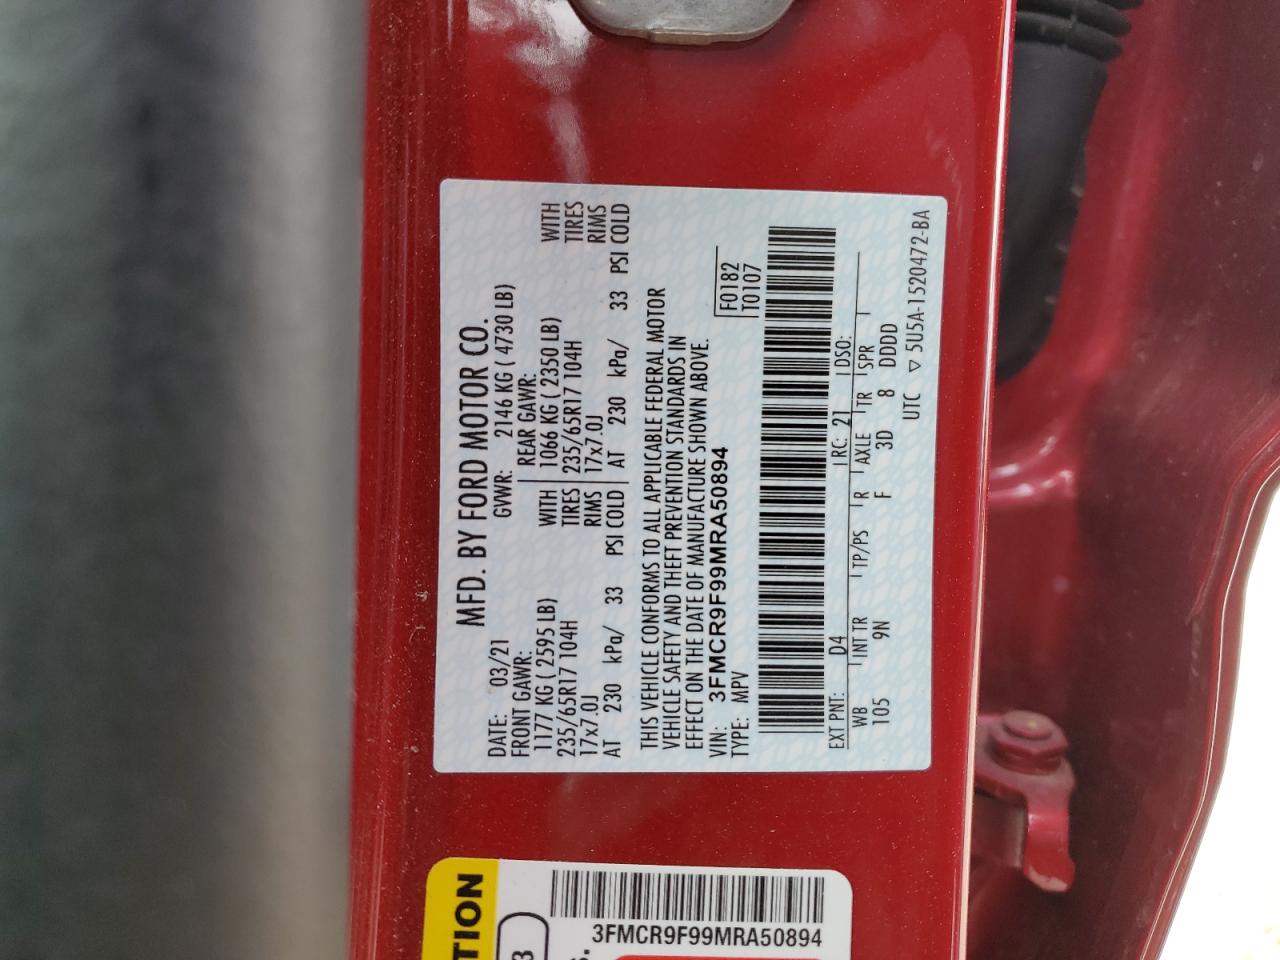 MFD. BY FORD MOTOR CO.
DATE: 03/21 GVWR: 2146 KG ( 4730 LB)
FRONT GAWR: REAR GAWR:
1177 KG ( 2595 LB) WITH 1066 KG ( 2350 LB) WITH
235/65R17 104H TIRES 235/65R17 104H TIRES
17x7.0J RIMS 17x7.0J RIMS
AT 230 kPa/ 33 PSI COLD AT 230 kPa/ 33 PSI COLD
THIS VEHICLE CONFORMS TO ALL APPLICABLE FEDERAL MOTOR
VEHICLE SAFETY AND THEFT PREVENTION STANDARDS IN
EFFECT ON THE DATE OF MANUFACTURE SHOWN ABOVE.
VIN: 3FMCR9F99MRA50894 F0182
TYPE: MPV T0107
EXT PNT: D4 RC: 21 DSO:
WB INT TR TP/PS R AXLE TR SPR
105 9N F 3D 8 DDDD
UTC ▽ 5U5A-1520472-BA
TION
3
S.
3FMCR9F99MRA50894